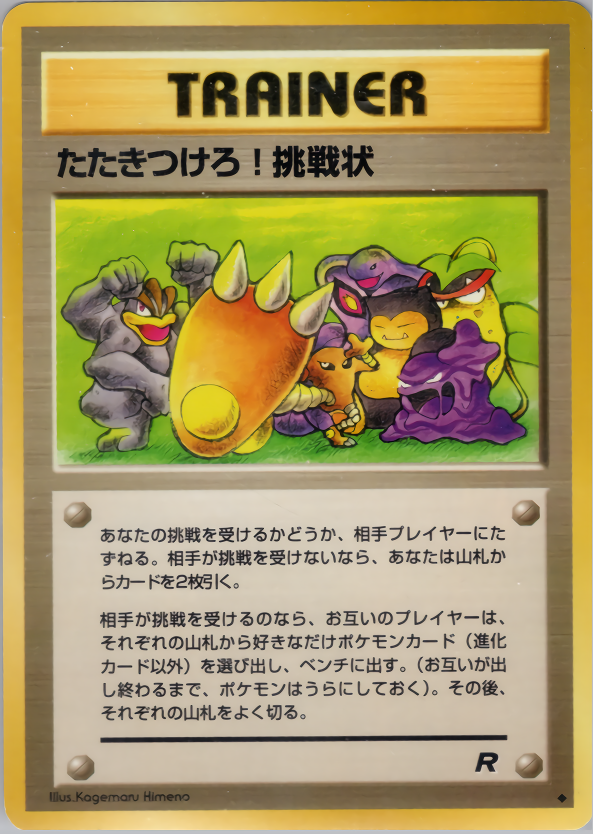 TRAINER
たたきつけろ！挑戦状
あなたの挑戦を受けるかどうか、相手プレイヤーにた
ずねる。相手が挑戦を受けないなら、あなたは山札か
らカードを2枚引く。
相手が挑戦を受けるのなら、お互いのプレイヤーは、
それぞれの山札から好きなだけポケモンカード（進化
カード以外）を選び出し、ベンチに出す。（お互いが出
し終わるまで、ポケモンはうらにしておく）。その後、
それぞれの山札をよく切る。
R
Illus.Kagemaru Himeno